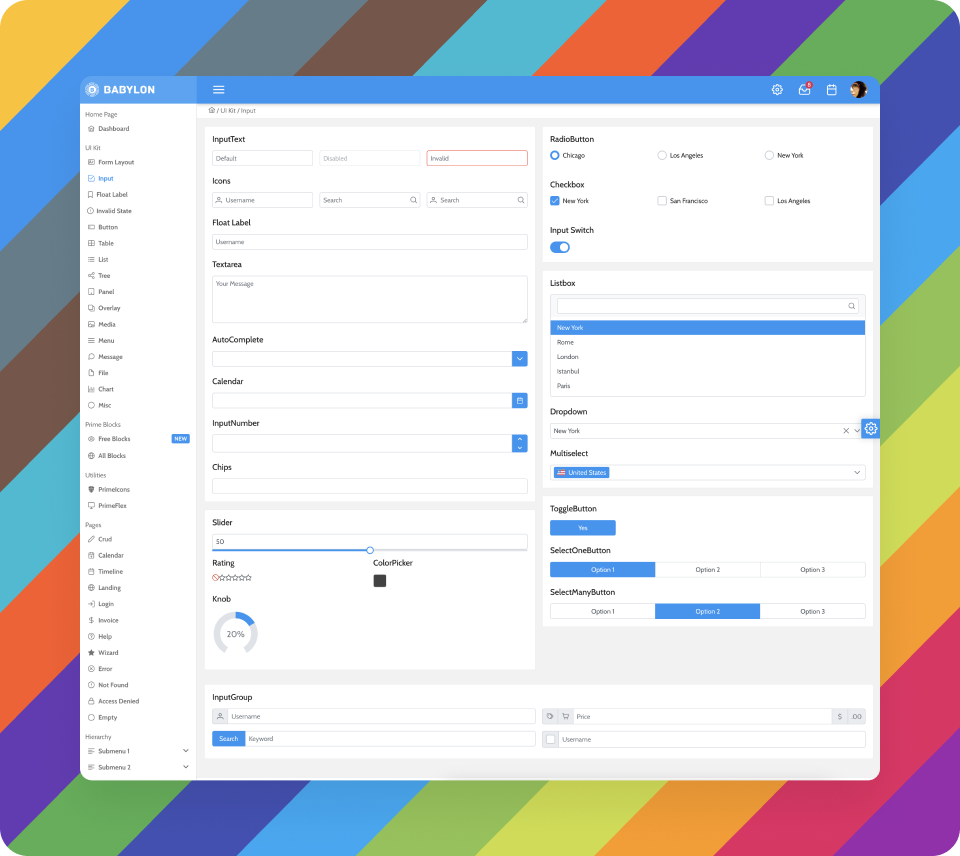 BABYLON
8
Home Page
Dashboard
UI Kit
Form Layout
Input
Float Label
Invalid State
Button
Table
List
Tree
Panel
Overlay
Media
Menu
Message
File
Chart
Misc
Prime Blocks
Free Blocks NEW
All Blocks
Utilities
PrimeIcons
PrimeFlex
Pages
Crud
Calendar
Timeline
Landing
Login
Invoice
Help
Wizard
Error
Not Found
Access Denied
Empty
Hierarchy
Submenu 1
Submenu 2
/ UI Kit / Input
InputText
Default Disabled Invalid
Icons
Username Search Search
Float Label
Username
Textarea
Your Message
AutoComplete
Calendar
InputNumber
Chips
Slider
50
Rating ColorPicker
Knob
20%
RadioButton
Chicago Los Angeles New York
Checkbox
New York San Francisco Los Angeles
Input Switch
Listbox
New York
Rome
London
Istanbul
Paris
Dropdown
New York
Multiselect
United States
ToggleButton
Yes
SelectOneButton
Option 1 Option 2 Option 3
SelectManyButton
Option 1 Option 2 Option 3
InputGroup
Username Price $ .00
Search Keyword Username